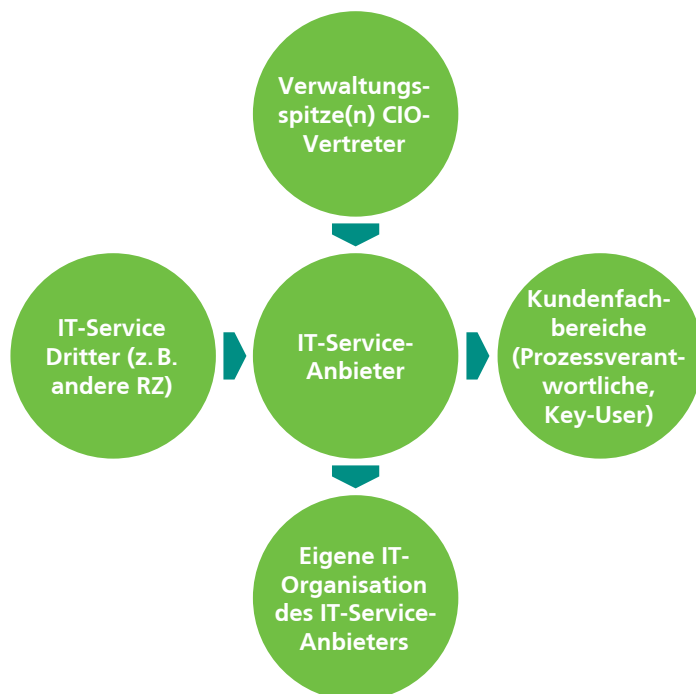 Verwaltungs-
spitze(n) CIO-
Vertreter
IT-Service
Dritter (z. B.
andere RZ)
IT-Service-
Anbieter
Kundenfach-
bereiche
(Prozessverant-
wortliche,
Key-User)
Eigene IT-
Organisation
des IT-Service-
Anbieters